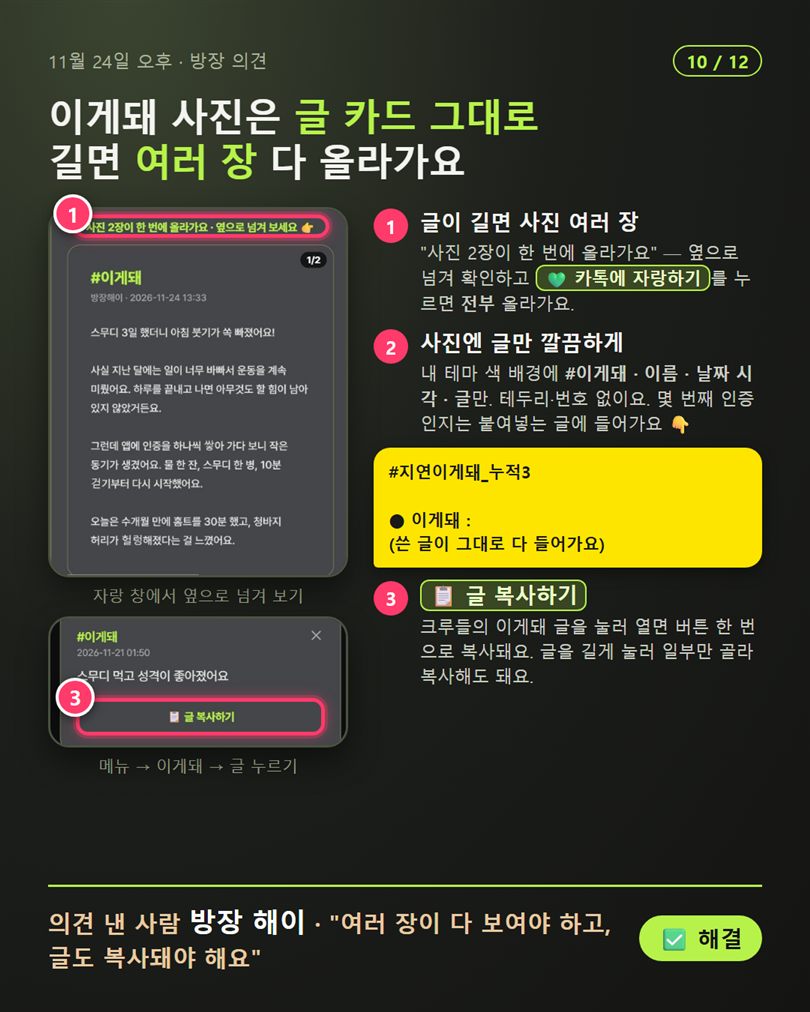 11월 24일 오후 · 방장 의견
10 / 12
이게돼 사진은 글 카드 그대로
길면 여러 장 다 올라가요
1
사진 2장이 한 번에 올라가요 · 옆으로 넘겨 보세요 👉
1/2
#이게돼
방장해이 · 2026-11-24 13:33
스무디 3일 했더니 아침 붓기가 쏙 빠졌어요!
사실 지난 달에는 일이 너무 바빠서 운동을 계속
미뤘어요. 하루를 끝내고 나면 아무것도 할 힘이 남아
있지 않았거든요.
그런데 앱에 인증을 하나씩 쌓아 가다 보니 작은
동기가 생겼어요. 물 한 잔, 스무디 한 병, 10분
걷기부터 다시 시작했어요.
오늘은 수개월 만에 홈트를 30분 했고, 청바지
허리가 헐렁해졌다는 걸 느꼈어요.
자랑 창에서 옆으로 넘겨 보기
#이게돼
2026-11-21 01:50
스무디 먹고 성격이 좋아졌어요
3
📋 글 복사하기
메뉴 → 이게돼 → 글 누르기
1 글이 길면 사진 여러 장
"사진 2장이 한 번에 올라가요" — 옆으로
넘겨 확인하고 💚 카톡에 자랑하기 를 누
르면 전부 올라가요.
2 사진엔 글만 깔끔하게
내 테마 색 배경에 #이게돼 · 이름 · 날짜 시
각 · 글만. 테두리·번호 없이요. 몇 번째 인증
인지는 붙여넣는 글에 들어가요 👇
#지연이게돼_누적3
● 이게돼 :
(쓴 글이 그대로 다 들어가요)
3 📋 글 복사하기
크루들의 이게돼 글을 눌러 열면 버튼 한 번
으로 복사돼요. 글을 길게 눌러 일부만 골라
복사해도 돼요.
의견 낸 사람 방장 해이 · "여러 장이 다 보여야 하고,
글도 복사돼야 해요"
✅ 해결